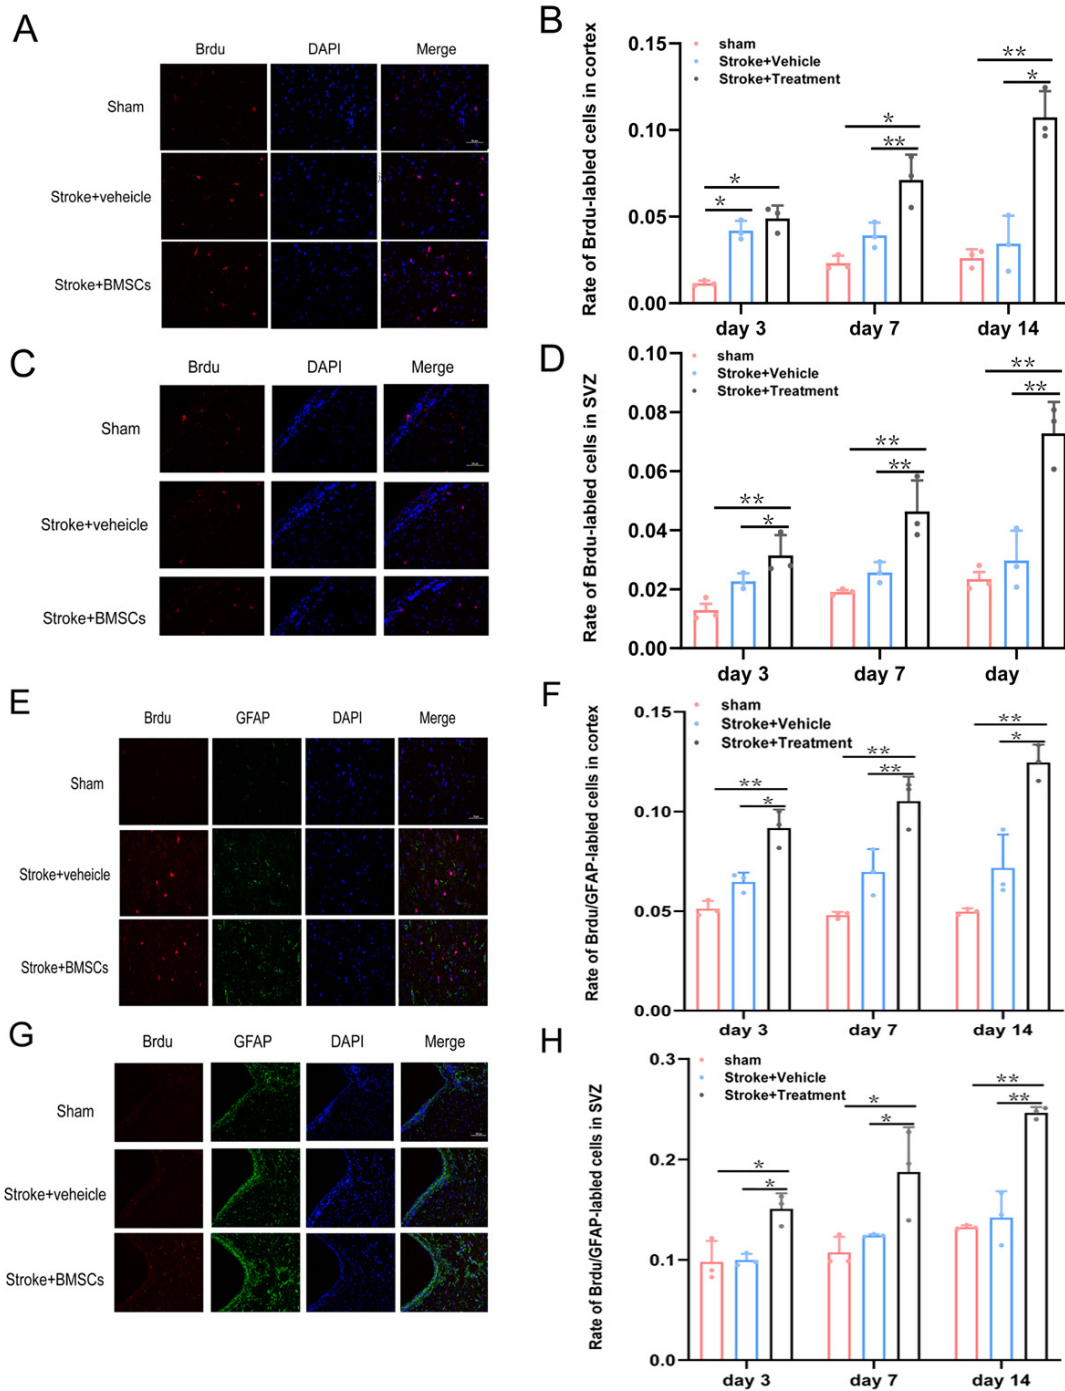 A
Brdu DAPI Merge
Sham
Stroke+veheicle
Stroke+BMSCs
B
Rate of Brdu-labled cells in cortex
0.15
0.10
0.05
0.00
sham
Stroke+Vehicle
Stroke+Treatment
* *
* **
** *
day 3 day 7 day 14
C
Brdu DAPI Merge
Sham
Stroke+veheicle
Stroke+BMSCs
D
Rate of Brdu-labled cells in SVZ
0.10
0.08
0.06
0.04
0.02
0.00
sham
Stroke+Vehicle
Stroke+Treatment
** *
** **
** **
day 3 day 7 day
E
Brdu GFAP DAPI Merge
Sham
Stroke+veheicle
Stroke+BMSCs
F
Rate of Brdu/GFAP-labled cells in cortex
0.15
0.10
0.05
0.00
sham
Stroke+Vehicle
Stroke+Treatment
** *
** **
** *
day 3 day 7 day 14
G
Brdu GFAP DAPI Merge
Sham
Stroke+veheicle
Stroke+BMSCs
H
Rate of Brdu/GFAP-labled cells in SVZ
0.3
0.2
0.1
0.0
sham
Stroke+Vehicle
Stroke+Treatment
* *
* *
** **
day 3 day 7 day 14